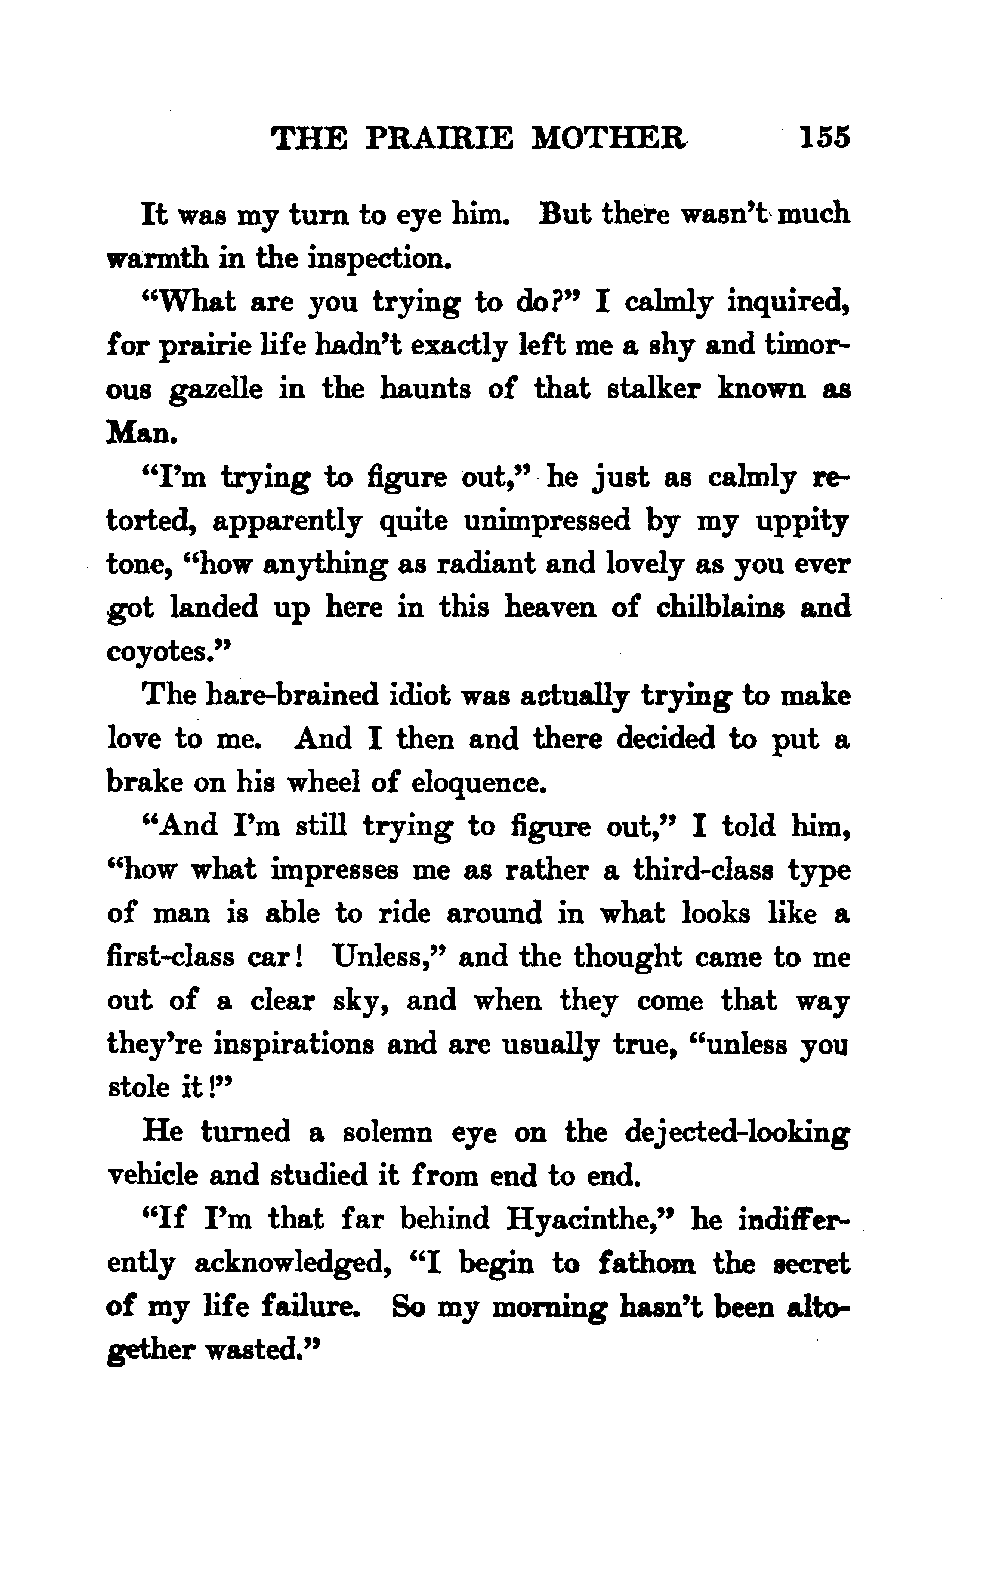 THE PRAIRIE MOTHER 155
It was my turn to eye him. But there wasn't much
warmth in the inspection.
"What are you trying to do?" I calmly inquired,
for prairie life hadn't exactly left me a shy and timor-
ous gazelle in the haunts of that stalker known as
Man.
"I'm trying to figure out," he just as calmly re-
torted, apparently quite unimpressed by my uppity
tone, "how anything as radiant and lovely as you ever
got landed up here in this heaven of chilblains and
coyotes."
The hare-brained idiot was actually trying to make
love to me. And I then and there decided to put a
brake on his wheel of eloquence.
"And I'm still trying to figure out," I told him,
"how what impresses me as rather a third-class type
of man is able to ride around in what looks like a
first-class car! Unless," and the thought came to me
out of a clear sky, and when they come that way
they're inspirations and are usually true, "unless you
stole it!"
He turned a solemn eye on the dejected-looking
vehicle and studied it from end to end.
"If I'm that far behind Hyacinthe," he indiffer-
ently acknowledged, "I begin to fathom the secret
of my life failure. So my morning hasn't been alto-
gether wasted."